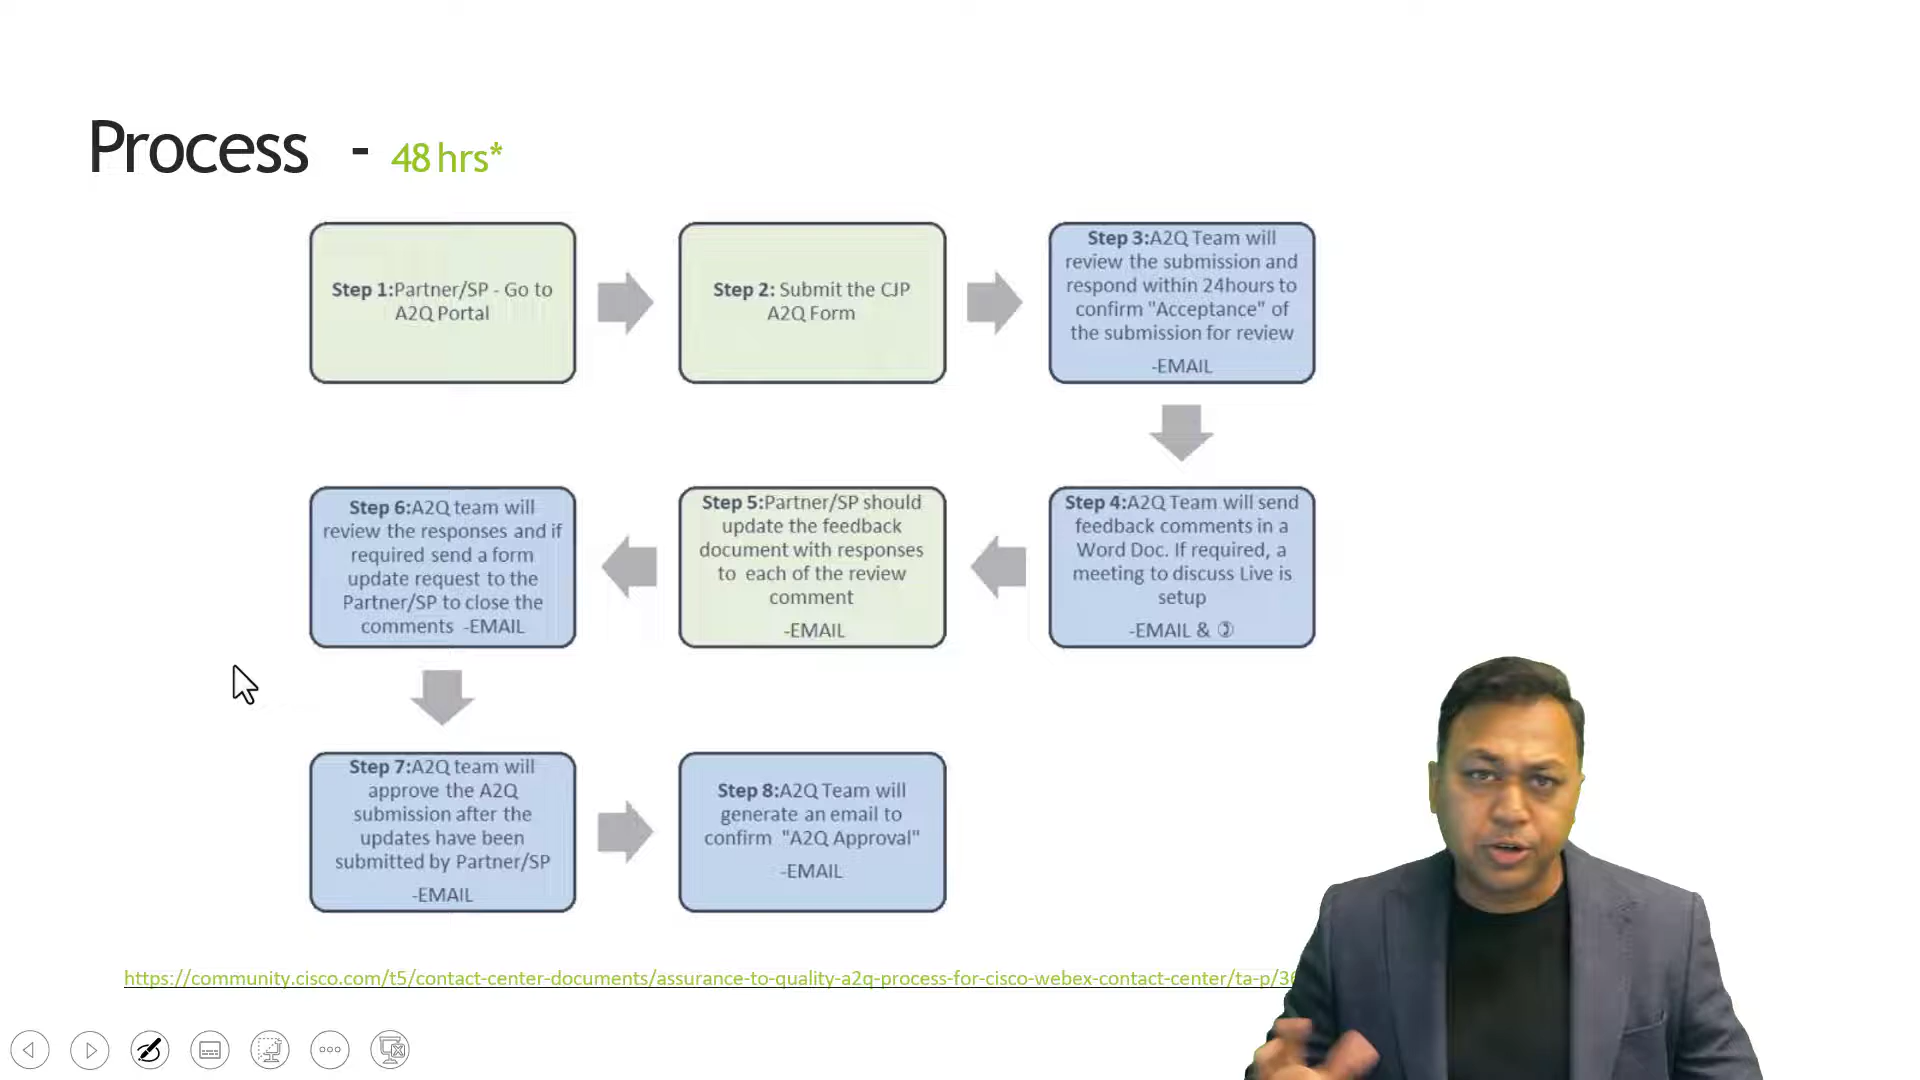 Process - 48 hrs*
Step 1:Partner/SP - Go to
A2Q Portal
Step 2: Submit the CJP
A2Q Form
Step 3:A2Q Team will
review the submission and
respond within 24hours to
confirm "Acceptance" of
the submission for review
-EMAIL
Step 4:A2Q Team will send
feedback comments in a
Word Doc. If required, a
meeting to discuss Live is
setup
-EMAIL &
Step 5:Partner/SP should
update the feedback
document with responses
to each of the review
comment
-EMAIL
Step 6:A2Q team will
review the responses and if
required send a form
update request to the
Partner/SP to close the
comments -EMAIL
Step 7:A2Q team will
approve the A2Q
submission after the
updates have been
submitted by Partner/SP
-EMAIL
Step 8:A2Q Team will
generate an email to
confirm "A2Q Approval"
-EMAIL
https://community.cisco.com/t5/contact-center-documents/assurance-to-quality-a2q-process-for-cisco-webex-contact-center/ta-p/3